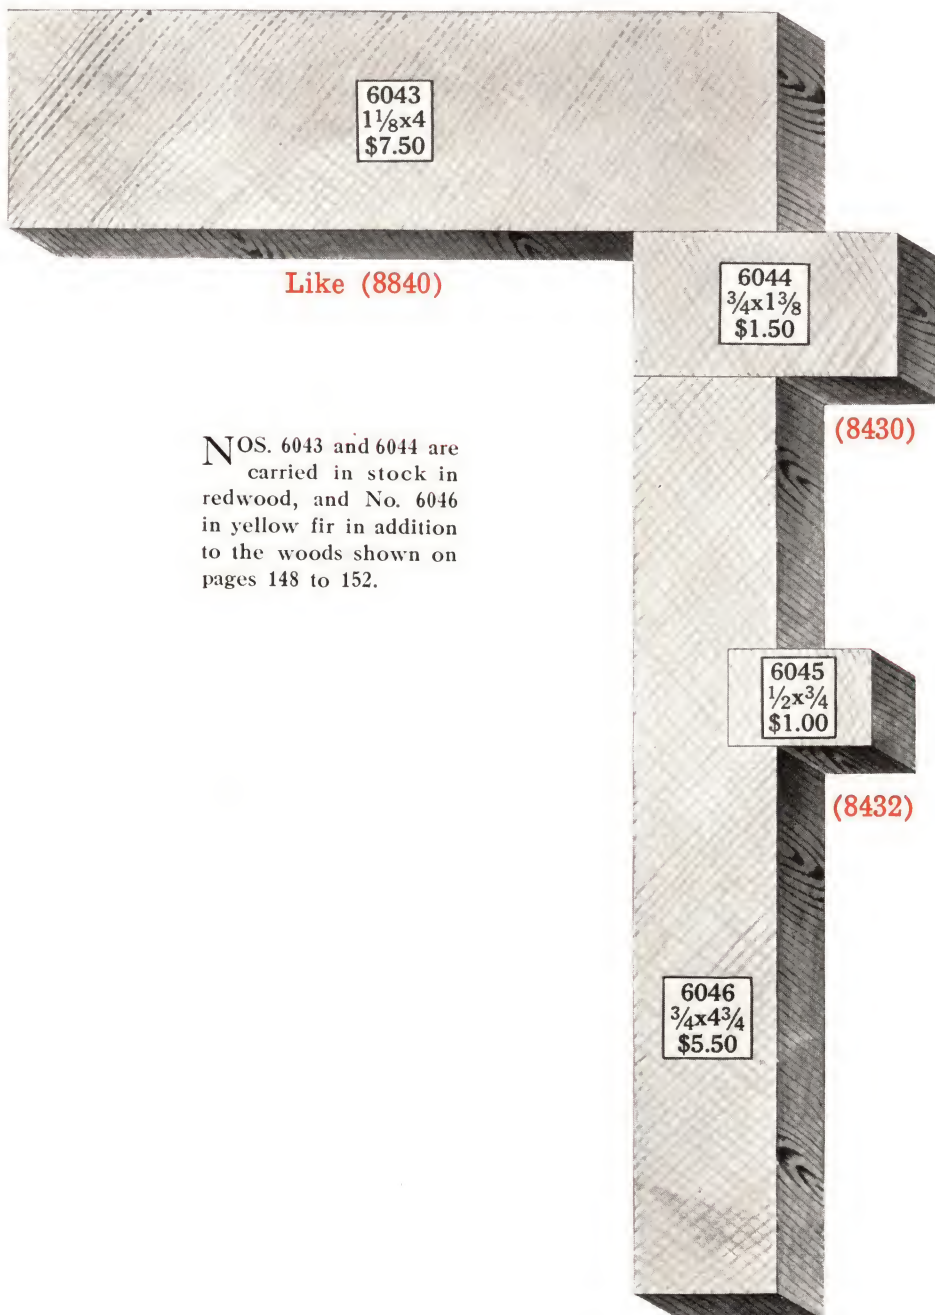 6043
1⅛x4
$7.50
Like (8840)
6044
¾x1⅜
$1.50
(8430)
NOS. 6043 and 6044 are
carried in stock in
redwood, and No. 6046
in yellow fir in addition
to the woods shown on
pages 148 to 152.
6045
½x¾
$1.00
(8432)
6046
¾x4¾
$5.50